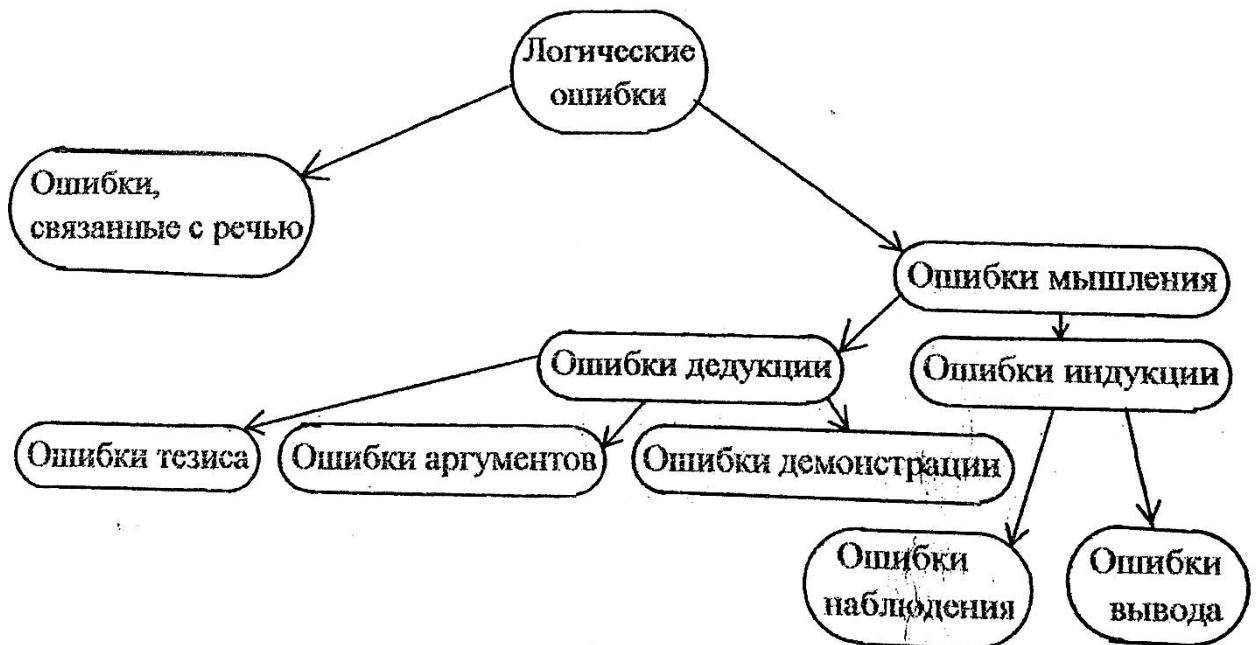 Логические
ошибки
Ошибки,
связанные с речью
Ошибки мышления
Ошибки дедукции
Ошибки индукции
Ошибки тезиса
Ошибки аргументов
Ошибки демонстрации
Ошибки
наблюдения
Ошибки
вывода